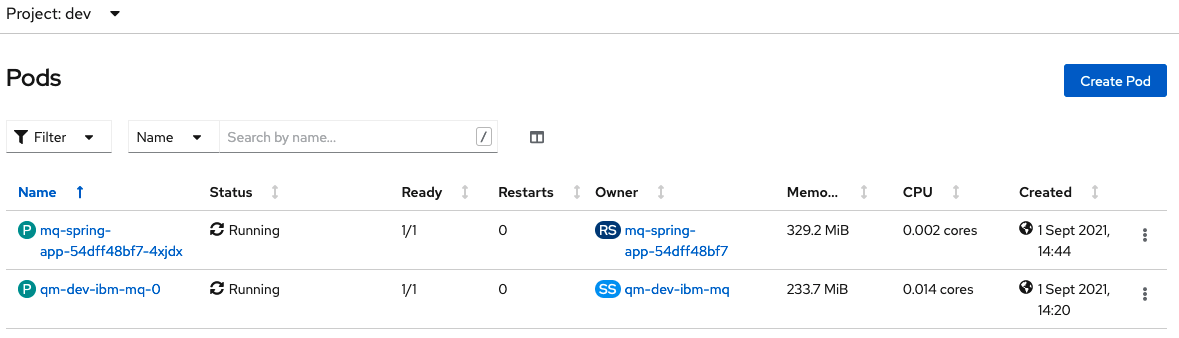 Project: dev
Pods
Create Pod
Filter Name Search by name... /
Name Status Ready Restarts Owner Memo... CPU Created
P mq-spring- Running 1/1 0 RS mq-spring- 329.2 MiB 0.002 cores 1 Sept 2021,
app-54dff48bf7-4xjdx app-54dff48bf7 14:44
P qm-dev-ibm-mq-0 Running 1/1 0 SS qm-dev-ibm-mq 233.7 MiB 0.014 cores 1 Sept 2021,
14:20